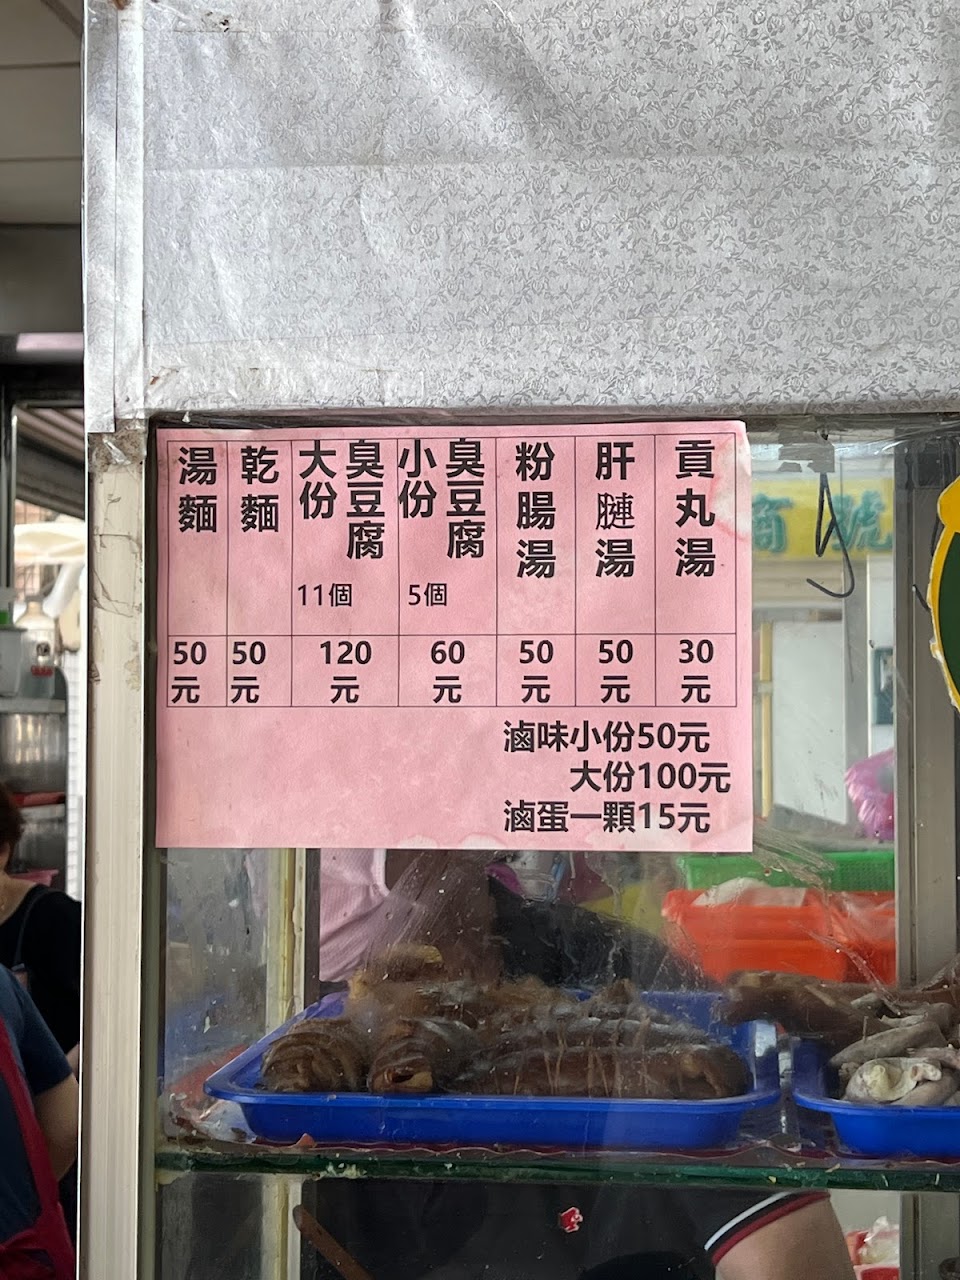 貢丸湯
30元
肝腱湯
50元
粉腸湯
50元
臭豆腐
小份
5個
60元
臭豆腐
大份
11個
120元
乾麵
50元
湯麵
50元
滷味小份50元
大份100元
滷蛋一顆15元
商號